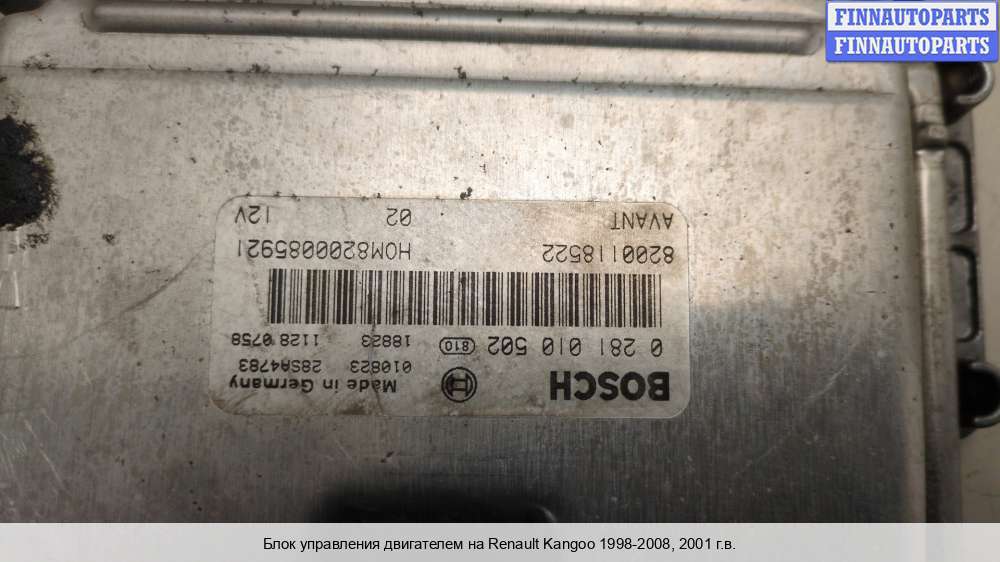 FINNAUTOPARTS
FINNAUTOPARTS
BOSCH
Made in Germany
010823 28SA4783
0 281 010 502 810 18823 1128 0758
8200118522 HOM8200085921
AVANT 02 12V
Блок управления двигателем на Renault Kangoo 1998-2008, 2001 г.в.